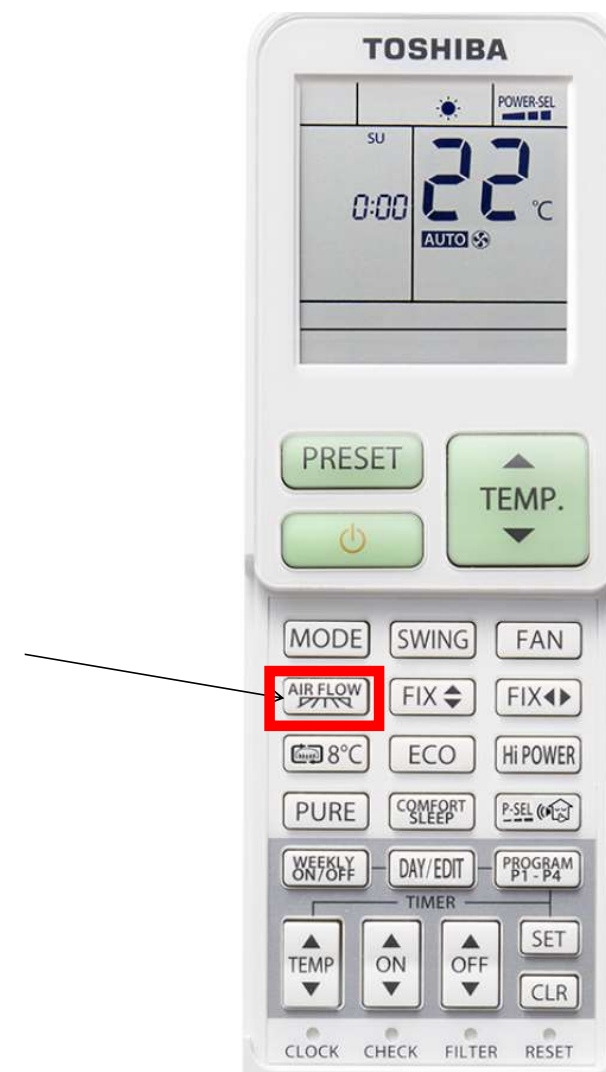 TOSHIBA
POWER-SEL
SU
22 °C
0:00
AUTO
PRESET
TEMP.
MODE SWING FAN
AIR FLOW FIX FIX
8°C ECO Hi POWER
PURE COMFORT SLEEP P-SEL
WEEKLY ON/OFF DAY/EDIT PROGRAM P1 - P4
TIMER
TEMP ON OFF SET
CLR
CLOCK CHECK FILTER RESET